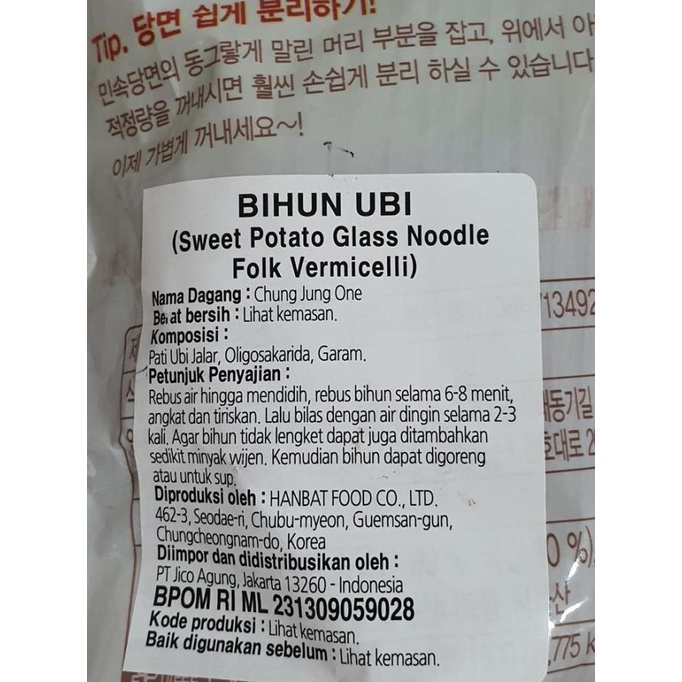 Tip. 당면 쉽게 분리하기!
민속당면의 동그랗게 말린 머리 부분을 잡고, 위에서 아
적정량을 꺼내시면 훨씬 손쉽게 분리 하실 수 있습니다
이제 가볍게 꺼내세요~!
BIHUN UBI
(Sweet Potato Glass Noodle
Folk Vermicelli)
Nama Dagang : Chung Jung One
Berat bersih : Lihat kemasan.
Komposisi :
Pati Ubi Jalar, Oligosakarida, Garam.
Petunjuk Penyajian :
Rebus air hingga mendidih, rebus bihun selama 6-8 menit,
angkat dan tiriskan. Lalu bilas dengan air dingin selama 2-3
kali. Agar bihun tidak lengket dapat juga ditambahkan
sedikit minyak wijen. Kemudian bihun dapat digoreng
atau untuk sup.
Diproduksi oleh : HANBAT FOOD CO., LTD.
462-3, Seodae-ri, Chubu-myeon, Guemsan-gun,
Chungcheongnam-do, Korea
Diimpor dan didistribusikan oleh :
PT Jico Agung, Jakarta 13260 - Indonesia
BPOM RI ML 231309059028
Kode produksi : Lihat kemasan.
Baik digunakan sebelum : Lihat kemasan.
13492
대로 2
0 %)
산
,775 k